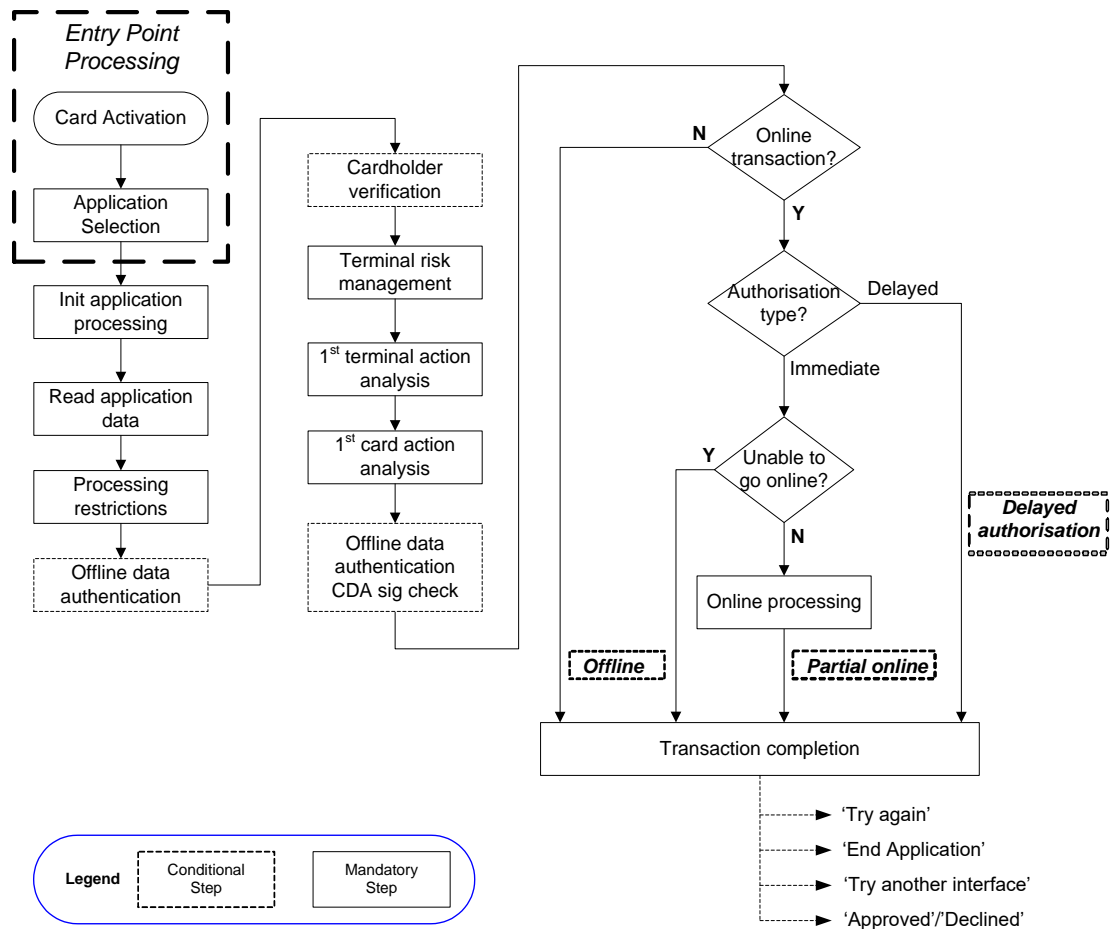 Entry Point
Processing
Card Activation
Application
Selection
Init application
processing
Read application
data
Processing
restrictions
Offline data
authentication
Cardholder
verification
Terminal risk
management
1st terminal action
analysis
1st card action
analysis
Offline data
authentication
CDA sig check
Online
transaction?
N
Y
Authorisation
type?
Delayed
Immediate
Unable to
go online?
Y
N
Delayed
authorisation
Online processing
Offline
Partial online
Transaction completion
‘Try again’
‘End Application’
‘Try another interface’
‘Approved’/’Declined’
Legend
Conditional
Step
Mandatory
Step